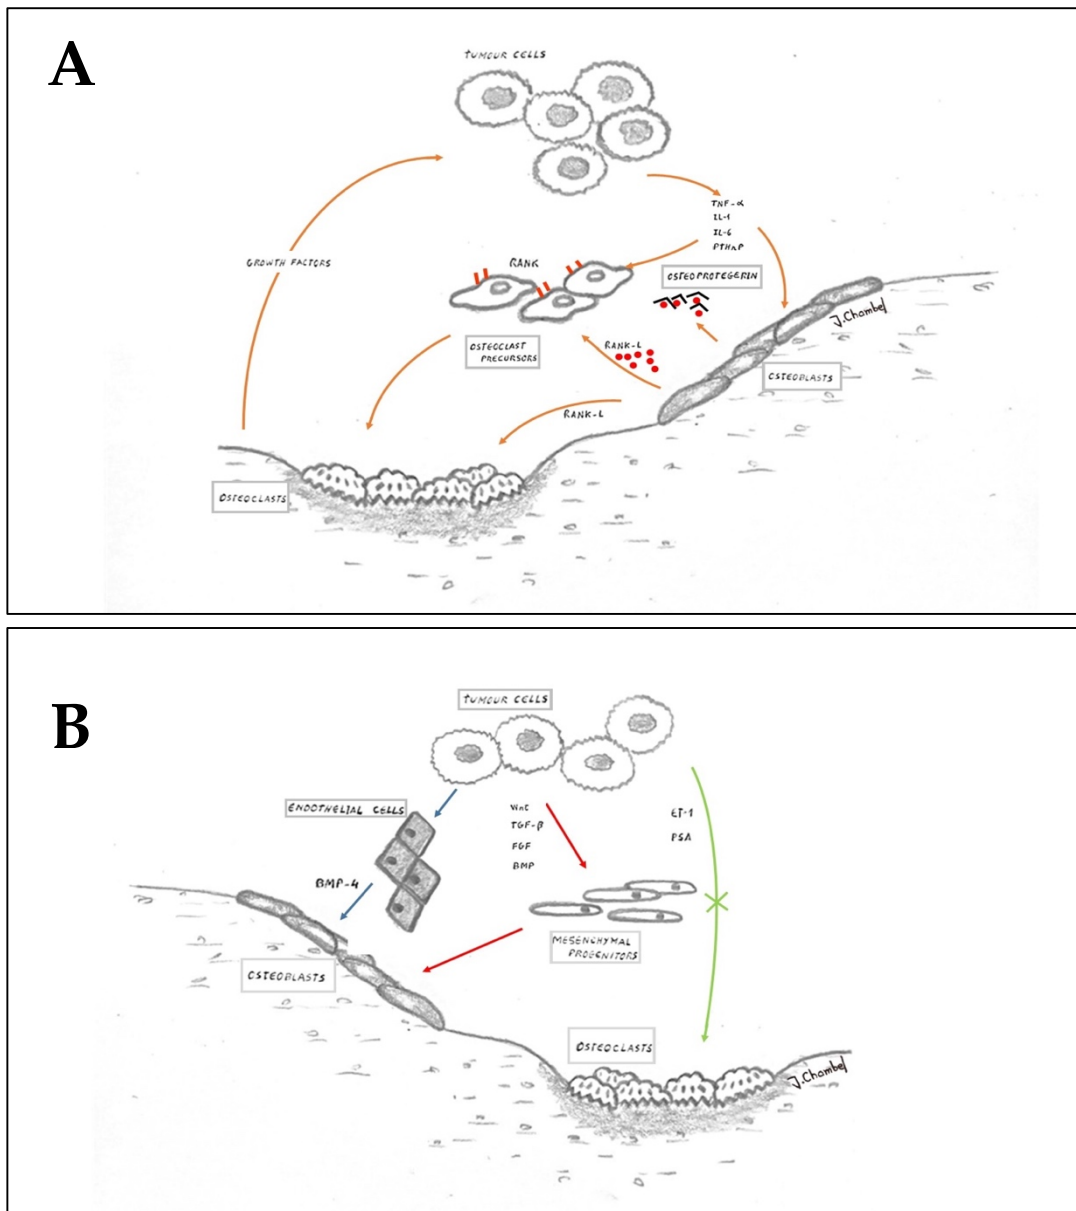 A
TUMOUR CELLS
TNF-α
IL-1
IL-6
PTHrP
GROWTH FACTORS
RANK
OSTEOPROTEGERIN
J.Chambel
OSTEOCLAST
PRECURSORS
RANK-L
OSTEOBLASTS
RANK-L
OSTEOCLASTS
B
TUMOUR CELLS
ENDOTHELIAL CELLS
Wnt
TGF-β
FGF
BMP
ET-1
PSA
BMP-4
MESENCHYMAL
PROGENITORS
OSTEOBLASTS
OSTEOCLASTS
J.Chambel